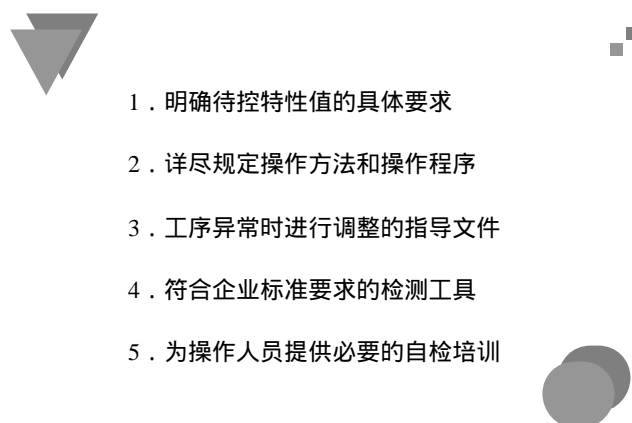 1．明确待控特性值的具体要求
2．详尽规定操作方法和操作程序
3．工序异常时进行调整的指导文件
4．符合企业标准要求的检测工具
5．为操作人员提供必要的自检培训